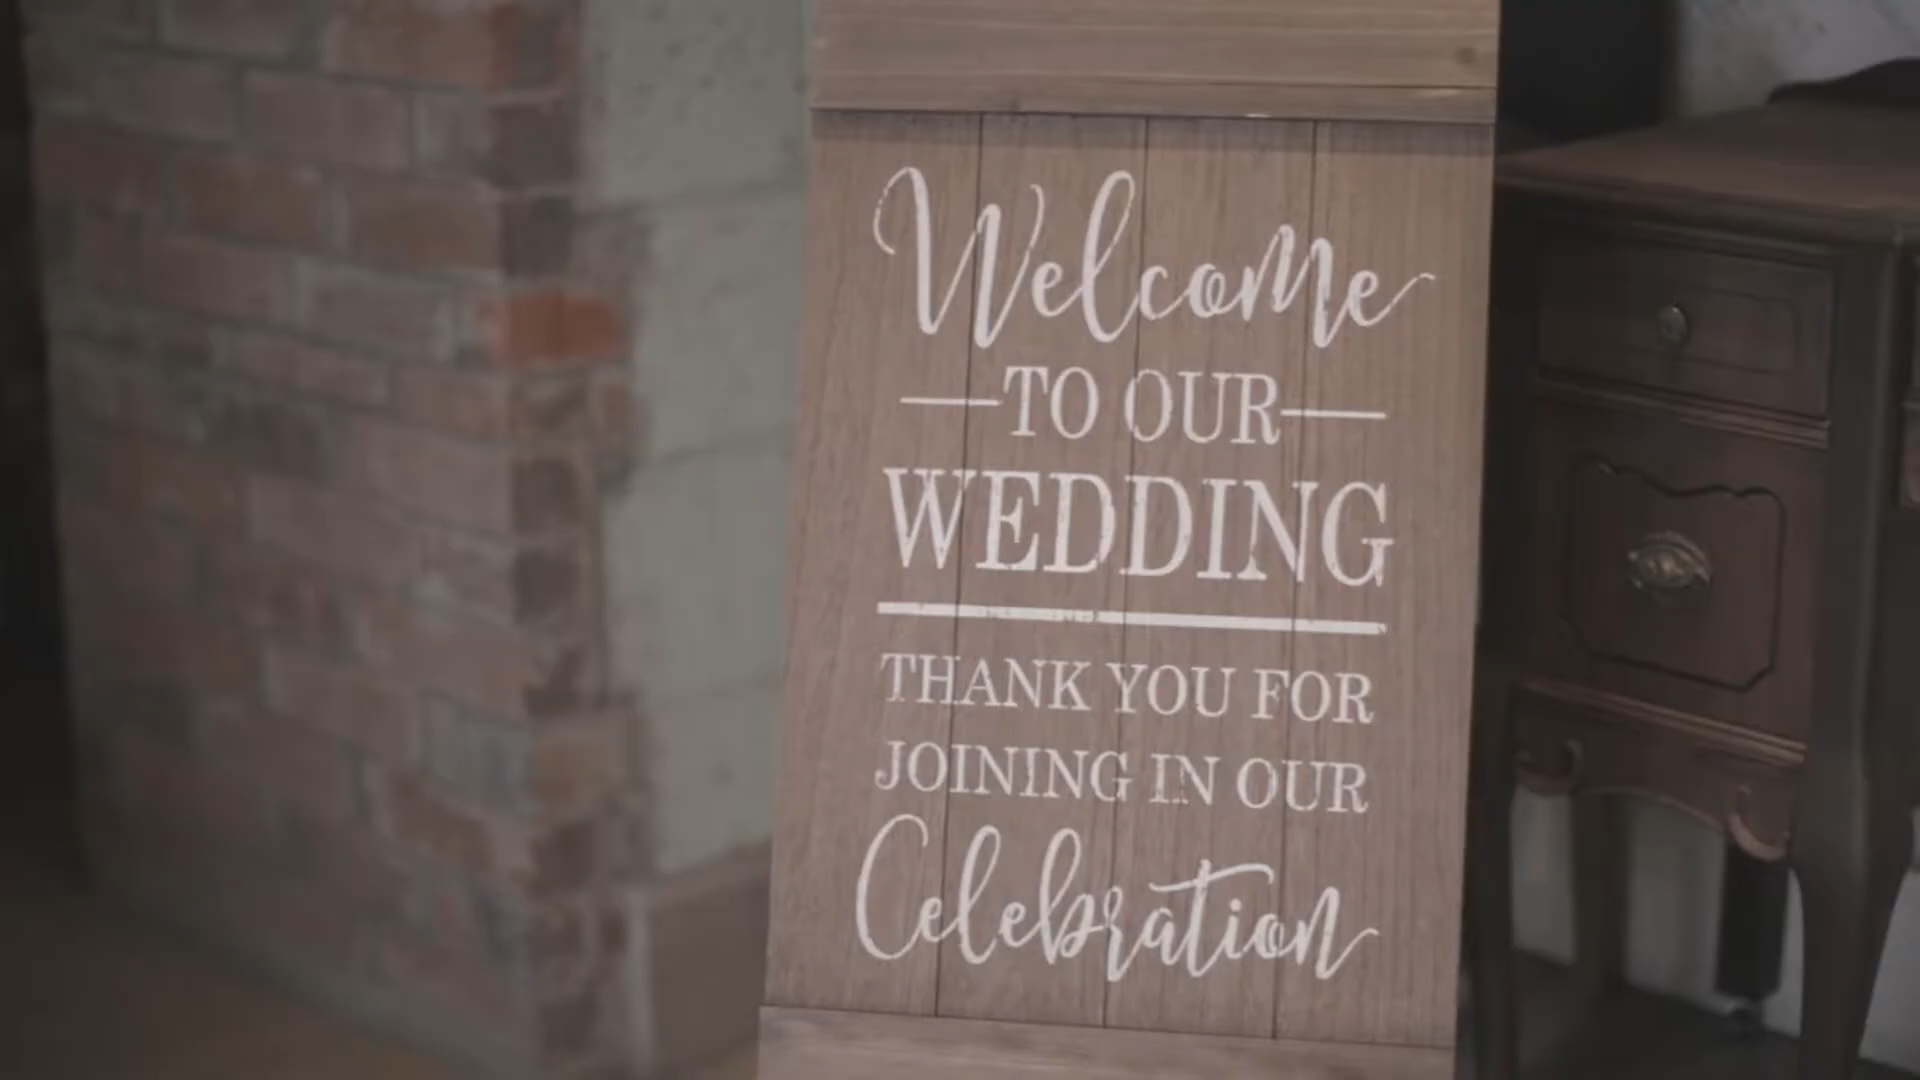 Welcome
TO OUR
WEDDING
THANK YOU FOR
JOINING IN OUR
Celebration